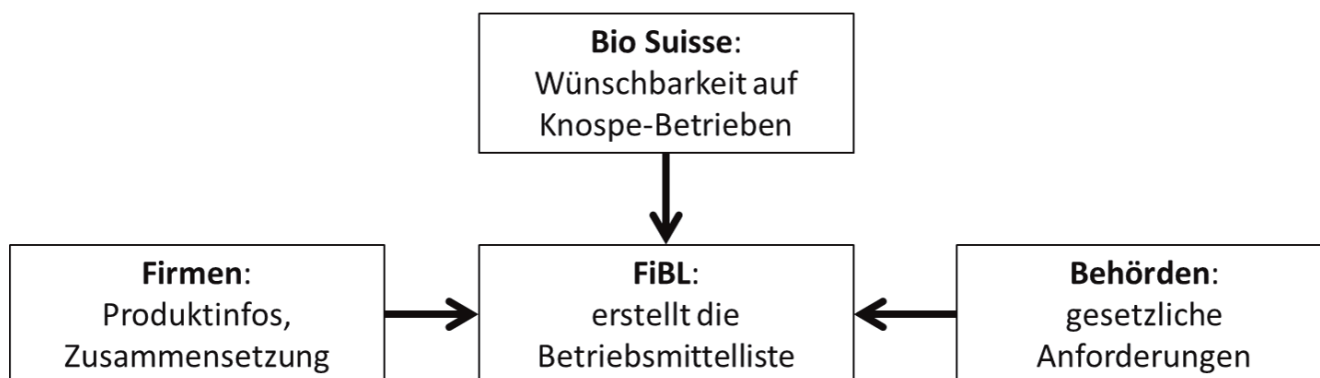 Bio Suisse:
Wünschbarkeit auf
Knospe-Betrieben
Firmen:
Produktinfos,
Zusammensetzung
FiBL:
erstellt die
Betriebsmittelliste
Behörden:
gesetzliche
Anforderungen